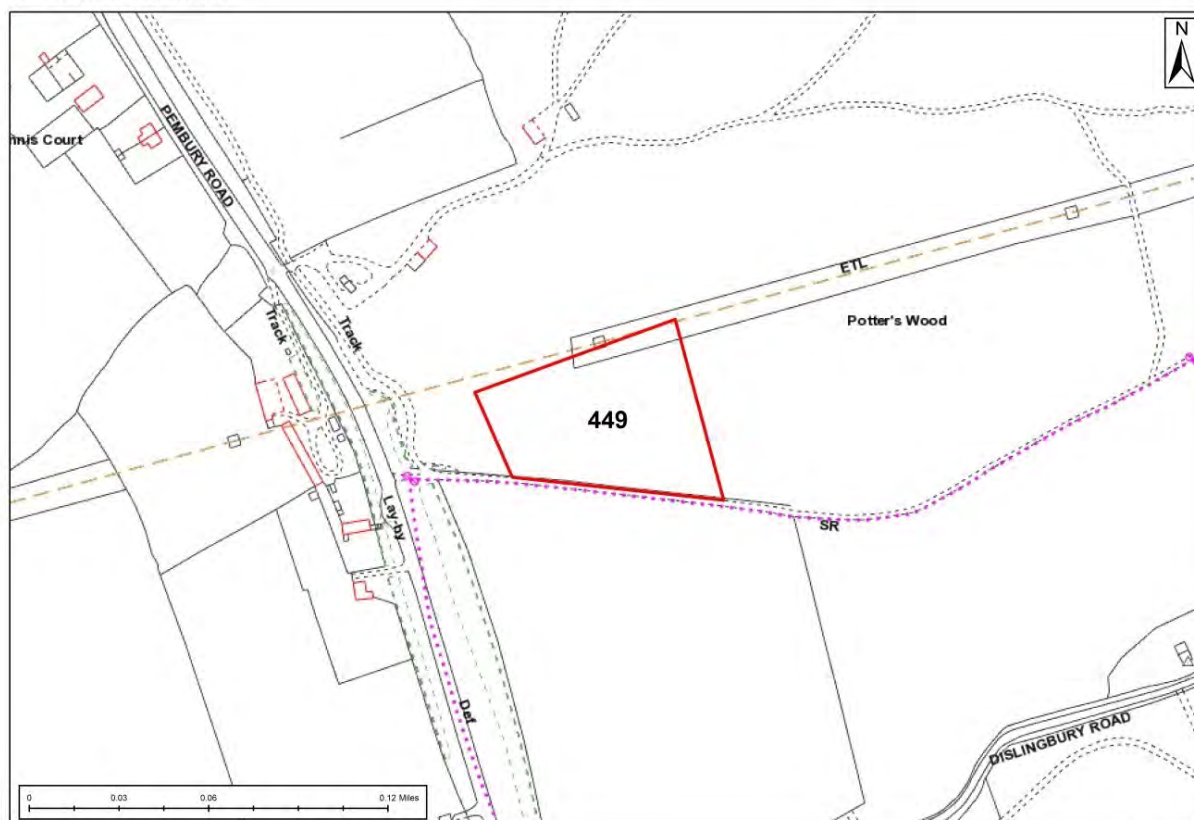 N
nnis Court
PEMBURY ROAD
ETL
Track
Track
Potter's Wood
449
Lay-by
SR
Def
DISLINGBURY ROAD
0 0.03 0.06 0.12 Miles